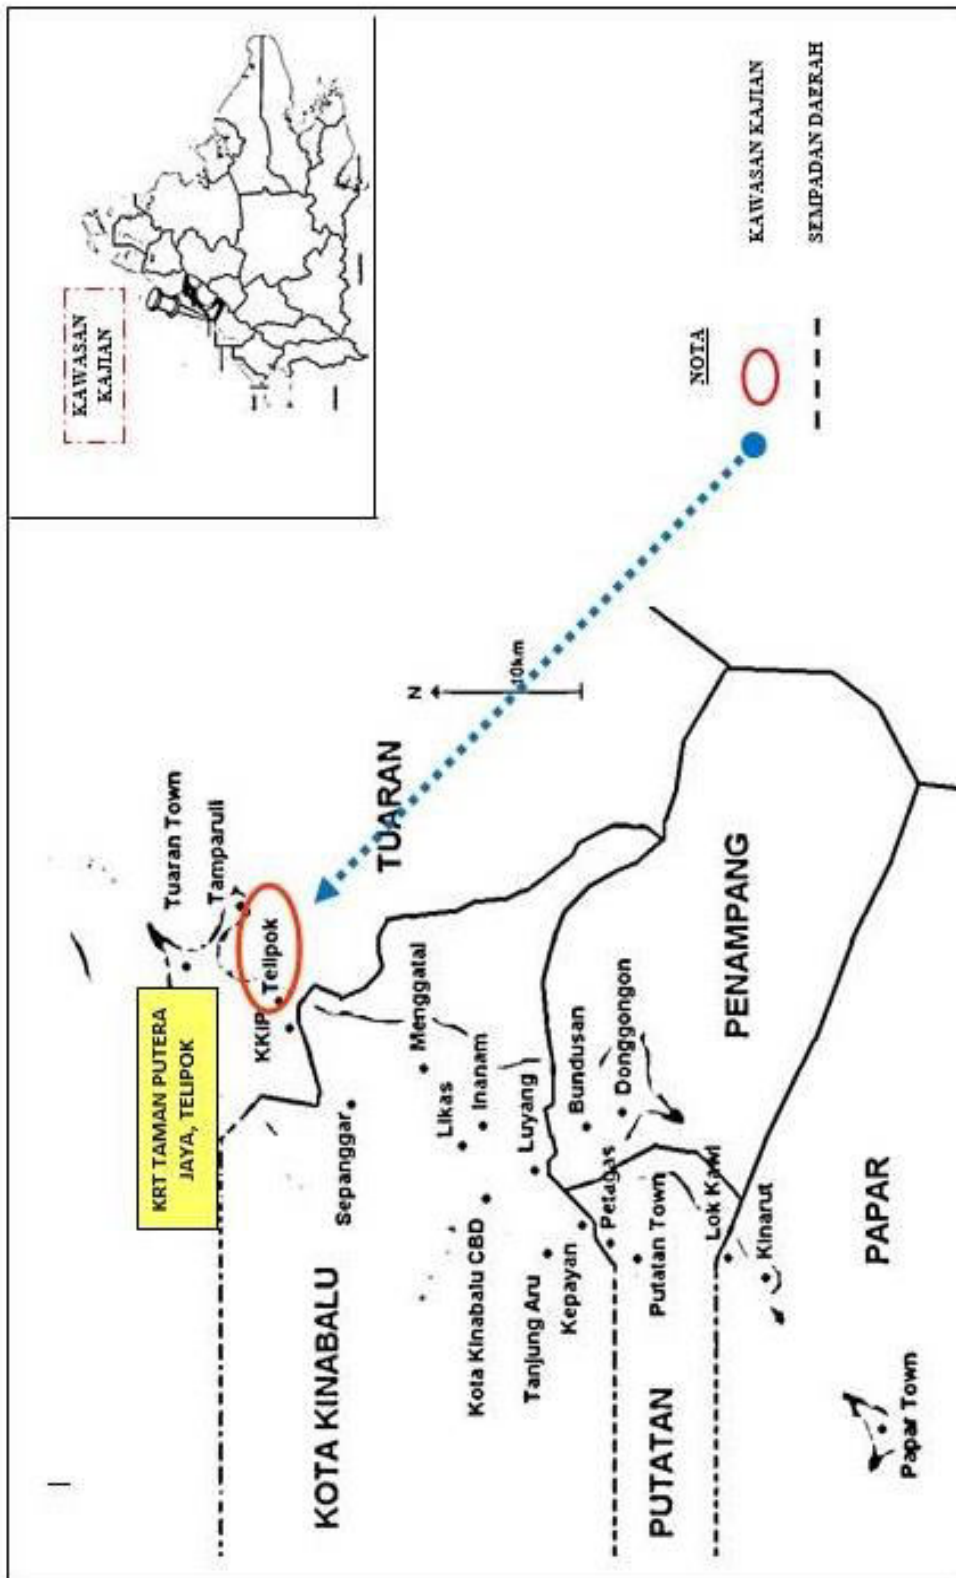 KAWASAN
KAJIAN
NOTA
KAWASAN KAJIAN
SEMPADAN DAERAH
KRT TAMAN PUTERA
JAYA, TELIPOK
Tuaran Town
Tamparuli
Telipok
KKIP
TUARAN
N
10km
Sepanggar
Menggatal
Likas
Inanam
KOTA KINABALU
Kota Kinabalu CBD
Luyang
Tanjung Aru
Kepayan
Bundusan
Donggongon
Petagas
PENAMPANG
Putatan Town
PUTATAN
Lok Kawi
Kinarut
PAPAR
Papar Town